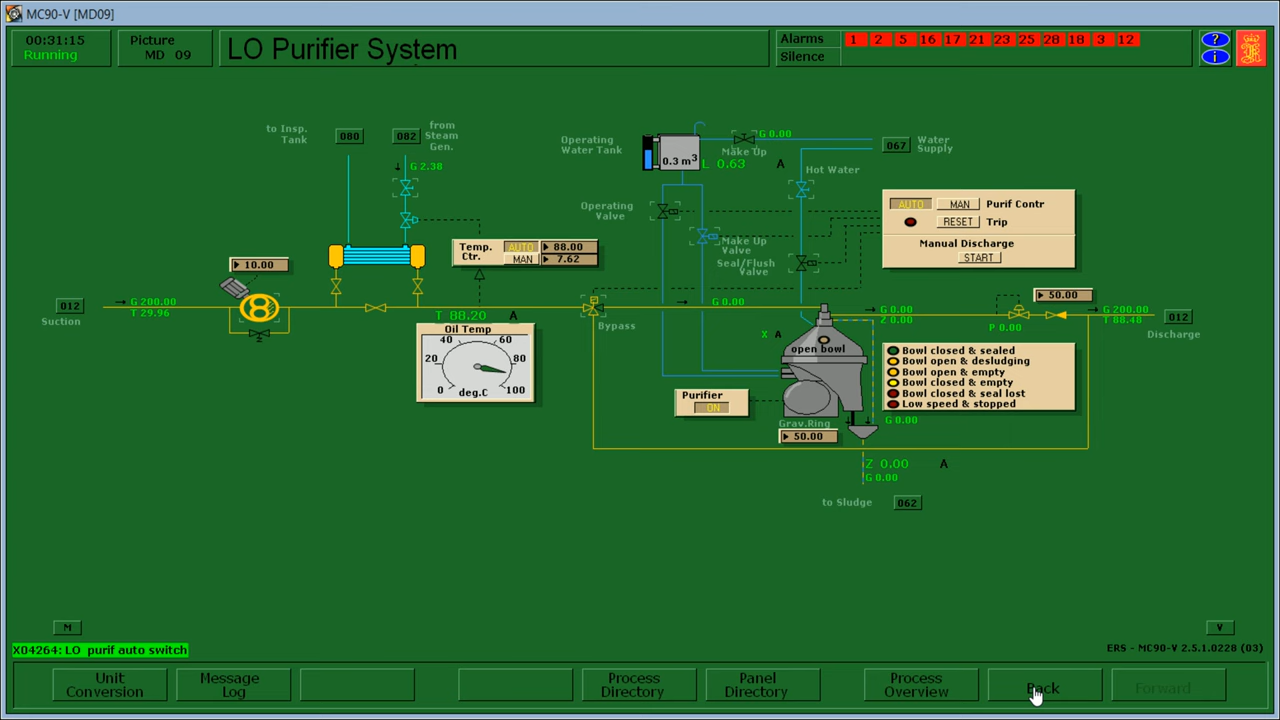 MC90-V [MD09]
00:31:15
Running
Picture
MD 09
LO Purifier System
Alarms
1 2 5 16 17 21 23 25 28 18 3 12
Silence
?
i
to Insp.
Tank
080
082
from
Steam
Gen.
G 2.38
Operating
Water Tank
0.3 m³
G 0.00
Make Up
L 0.63
A
067
Water
Supply
Hot Water
Operating
Valve
Make Up
Valve
Seal/Flush
Valve
AUTO
MAN
Purif Contr
RESET
Trip
Manual Discharge
START
Temp.
Ctr.
AUTO
88.00
MAN
7.62
10.00
012
Suction
G 200.00
T 29.96
T 88.20
A
Oil Temp
0 20 40 60 80 100
deg.C
Bypass
G 0.00
X A
open bowl
G 0.00
Z 0.00
50.00
P 0.00
G 200.00
T 88.48
012
Discharge
Bowl closed & sealed
Bowl open & desludging
Bowl open & empty
Bowl closed & empty
Bowl closed & seal lost
Low speed & stopped
Purifier
ON
Grav.Ring
50.00
G 0.00
Z 0.00
A
G 0.00
to Sludge
062
M
V
X04264: LO purif auto switch
ERS - MC90-V 2.5.1.0228 (03)
Unit
Conversion
Message
Log
Process
Directory
Panel
Directory
Process
Overview
Back
Forward